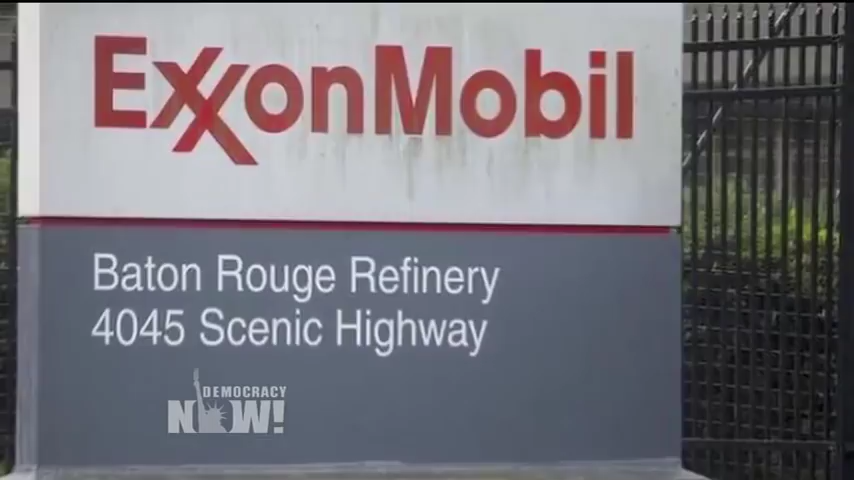 ExxonMobil
Baton Rouge Refinery
4045 Scenic Highway
DEMOCRACY
NOW!